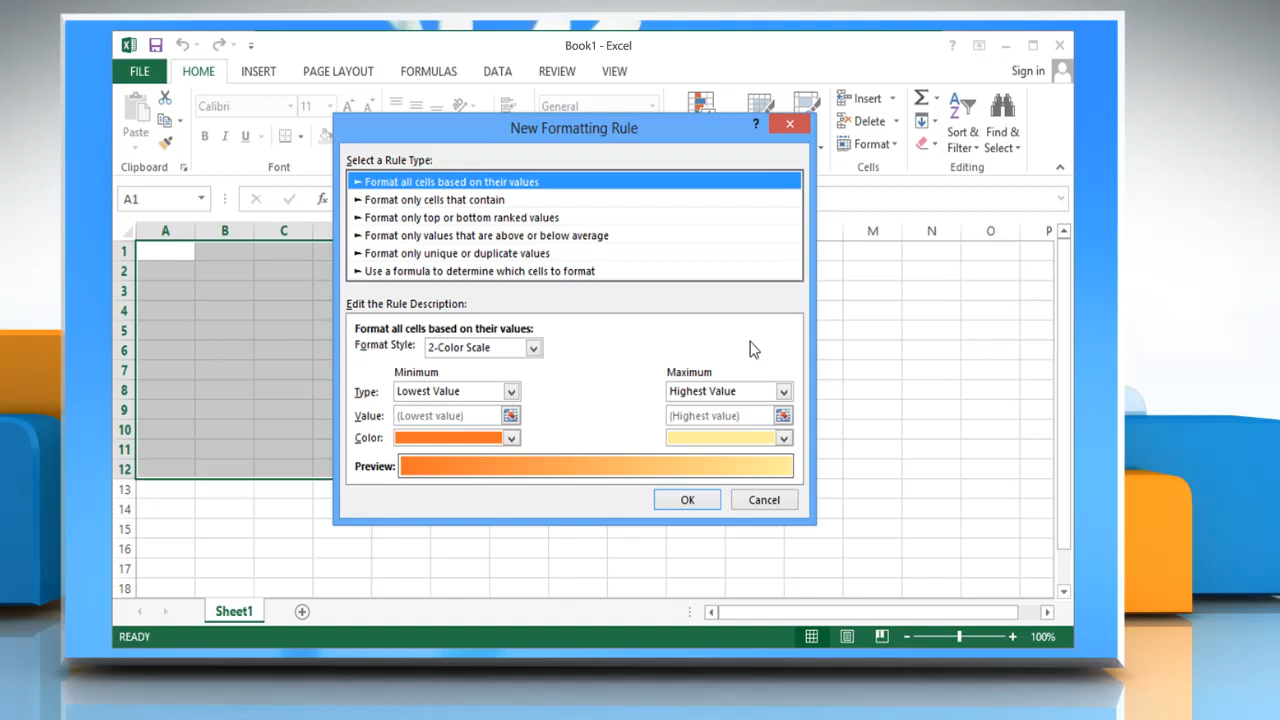 Book1 - Excel
?
FILE HOME INSERT PAGE LAYOUT FORMULAS DATA REVIEW VIEW Sign in
Paste
Calibri 11 A A
B I U
General
Insert
Delete
Format
Σ
A Z
Sort & Filter
Find & Select
Clipboard Font Cells Editing
A1 fx
New Formatting Rule ?
Select a Rule Type:
► Format all cells based on their values
► Format only cells that contain
► Format only top or bottom ranked values
► Format only values that are above or below average
► Format only unique or duplicate values
► Use a formula to determine which cells to format
Edit the Rule Description:
Format all cells based on their values:
Format Style: 2-Color Scale
Minimum Maximum
Type: Lowest Value Highest Value
Value: (Lowest value) (Highest value)
Color:
Preview:
OK Cancel
A B C M N O P
1
2
3
4
5
6
7
8
9
10
11
12
13
14
15
16
17
18
Sheet1
READY 100%